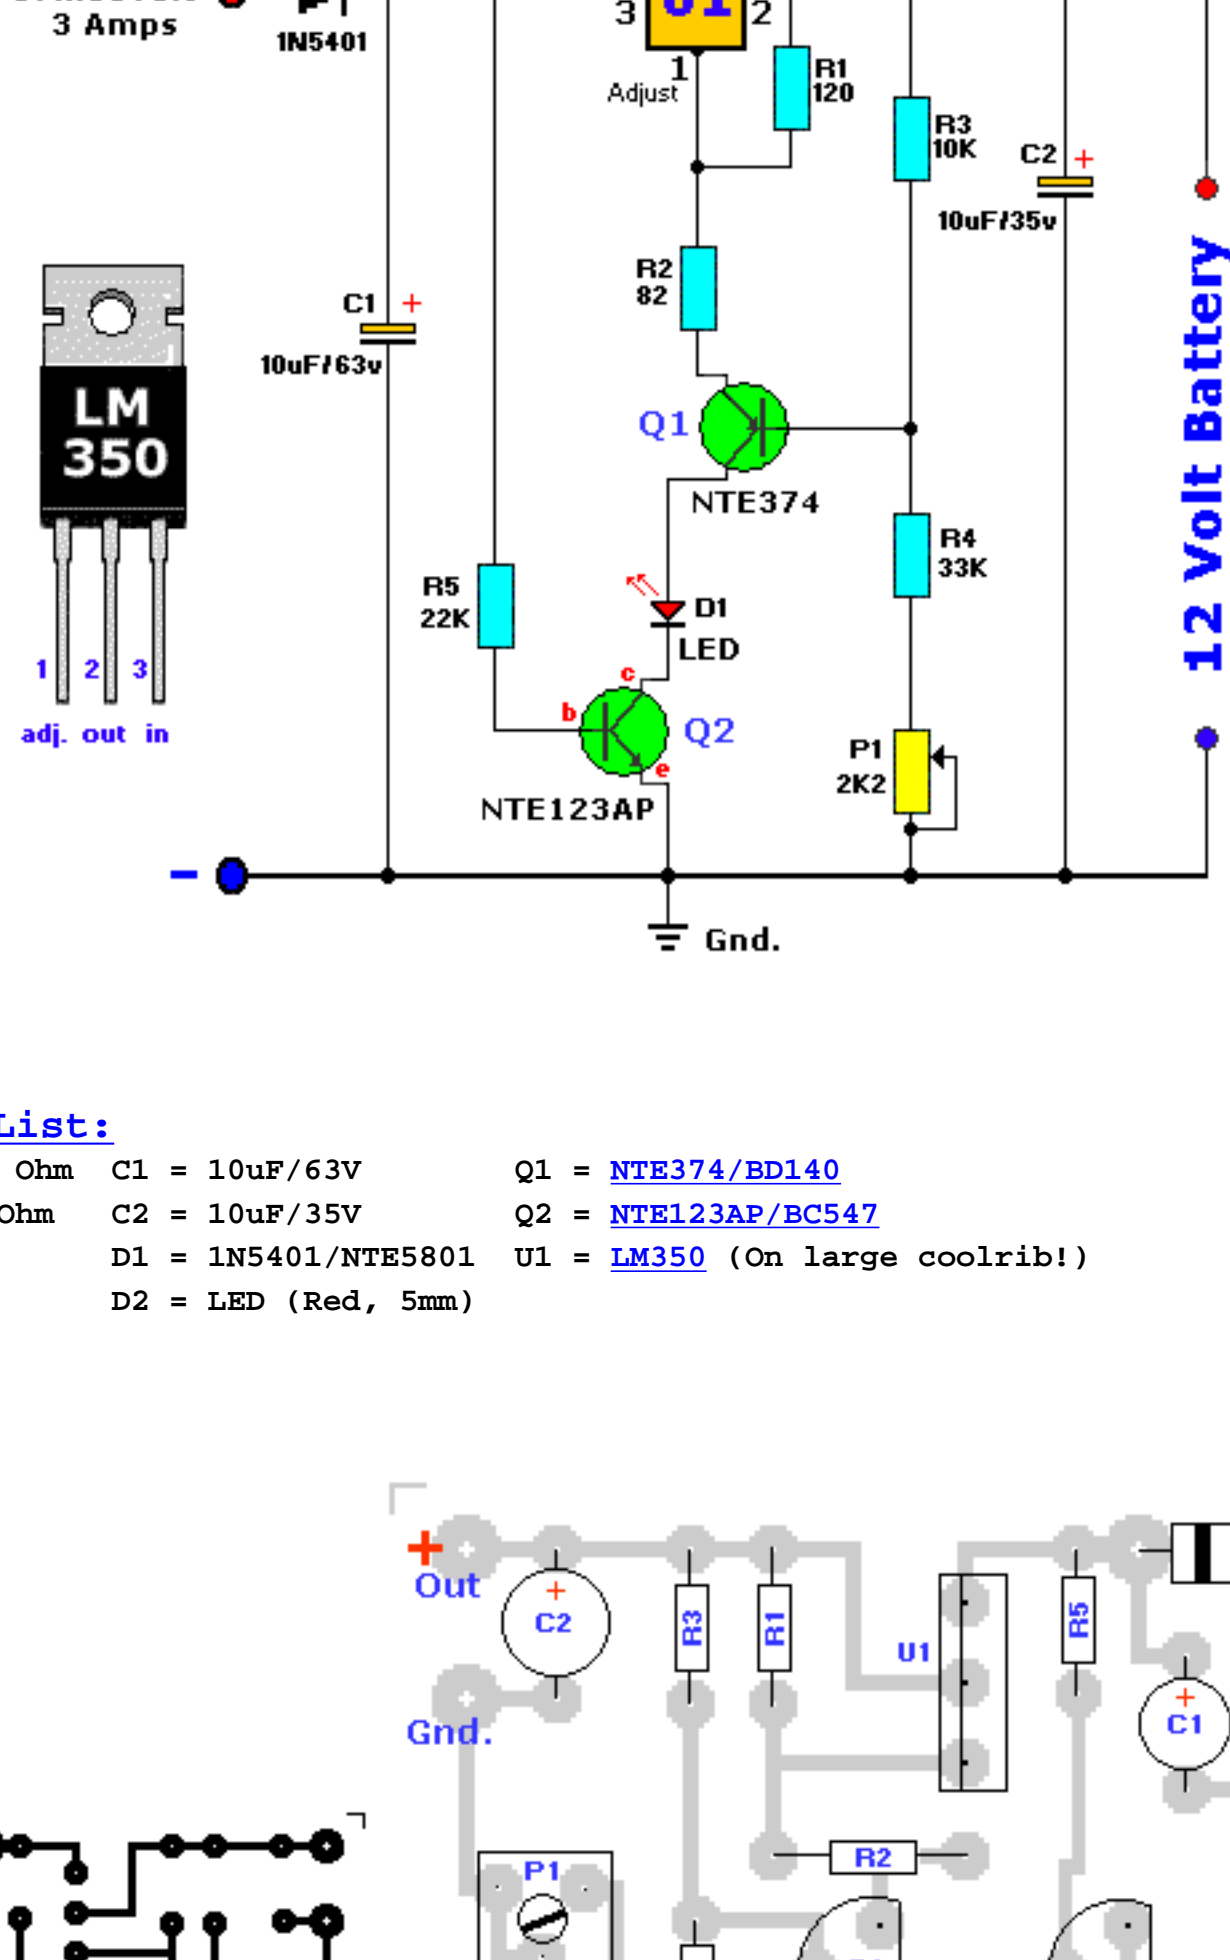 3 Amps
1N5401
3
U1
2
1
Adjust
R1
120
R3
10K
C2 +
10uF/35v
R2
82
C1 +
10uF/63v
LM
350
Q1
NTE374
12 Volt Battery
R4
33K
R5
22K
D1
LED
1 2 3
adj. out in
c
b
Q2
e
P1
2K2
NTE123AP
-
Gnd.
List:
Ohm C1 = 10uF/63V Q1 = NTE374/BD140
Ohm C2 = 10uF/35V Q2 = NTE123AP/BC547
D1 = 1N5401/NTE5801 U1 = LM350 (On large coolrib!)
D2 = LED (Red, 5mm)
+
Out
+
C2
R3
R1
U1
R5
+
C1
Gnd.
P1
R2